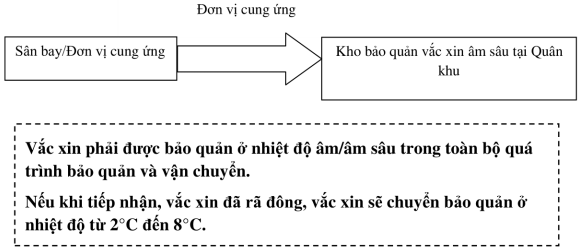 Đơn vị cung ứng
Sân bay/Đơn vị cung ứng
Kho bảo quản vắc xin âm sâu tại Quân
khu
Vắc xin phải được bảo quản ở nhiệt độ âm/âm sâu trong toàn bộ quá
trình bảo quản và vận chuyển.
Nếu khi tiếp nhận, vắc xin đã rã đông, vắc xin sẽ chuyển bảo quản ở
nhiệt độ từ 2°C đến 8°C.